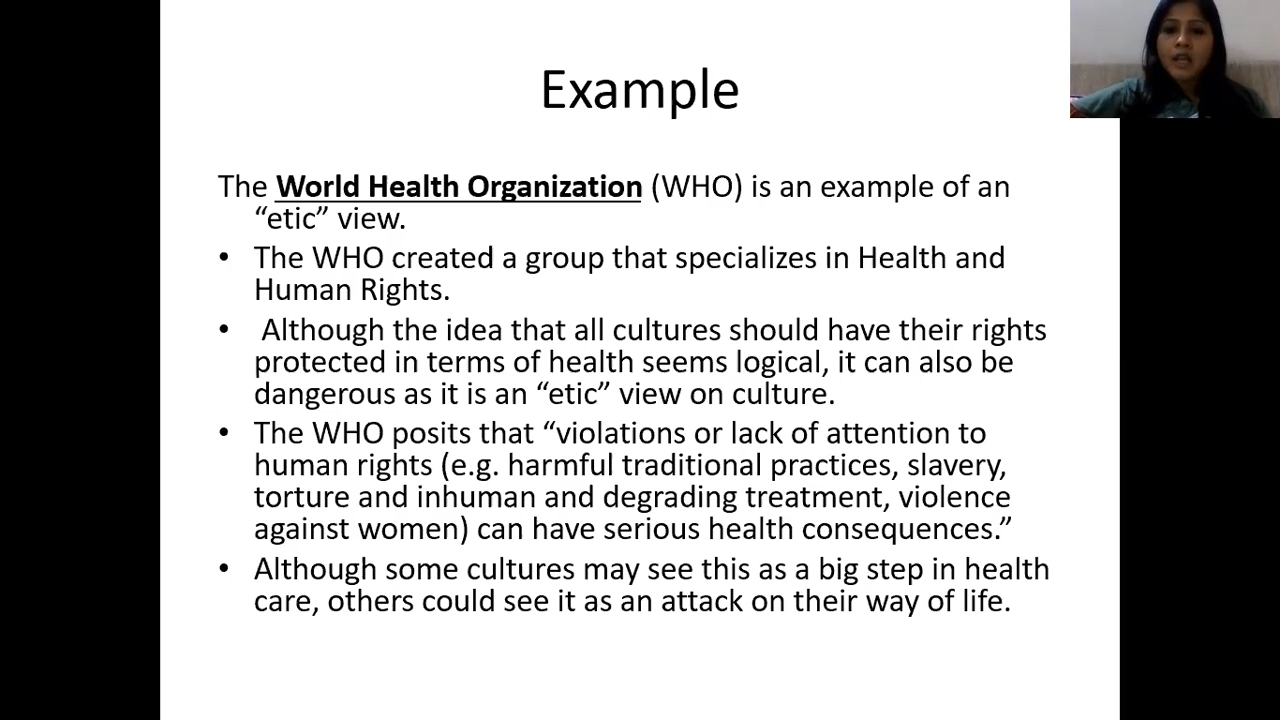 Example
The World Health Organization (WHO) is an example of an
“etic” view.
• The WHO created a group that specializes in Health and
Human Rights.
• Although the idea that all cultures should have their rights
protected in terms of health seems logical, it can also be
dangerous as it is an “etic” view on culture.
• The WHO posits that “violations or lack of attention to
human rights (e.g. harmful traditional practices, slavery,
torture and inhuman and degrading treatment, violence
against women) can have serious health consequences.”
• Although some cultures may see this as a big step in health
care, others could see it as an attack on their way of life.